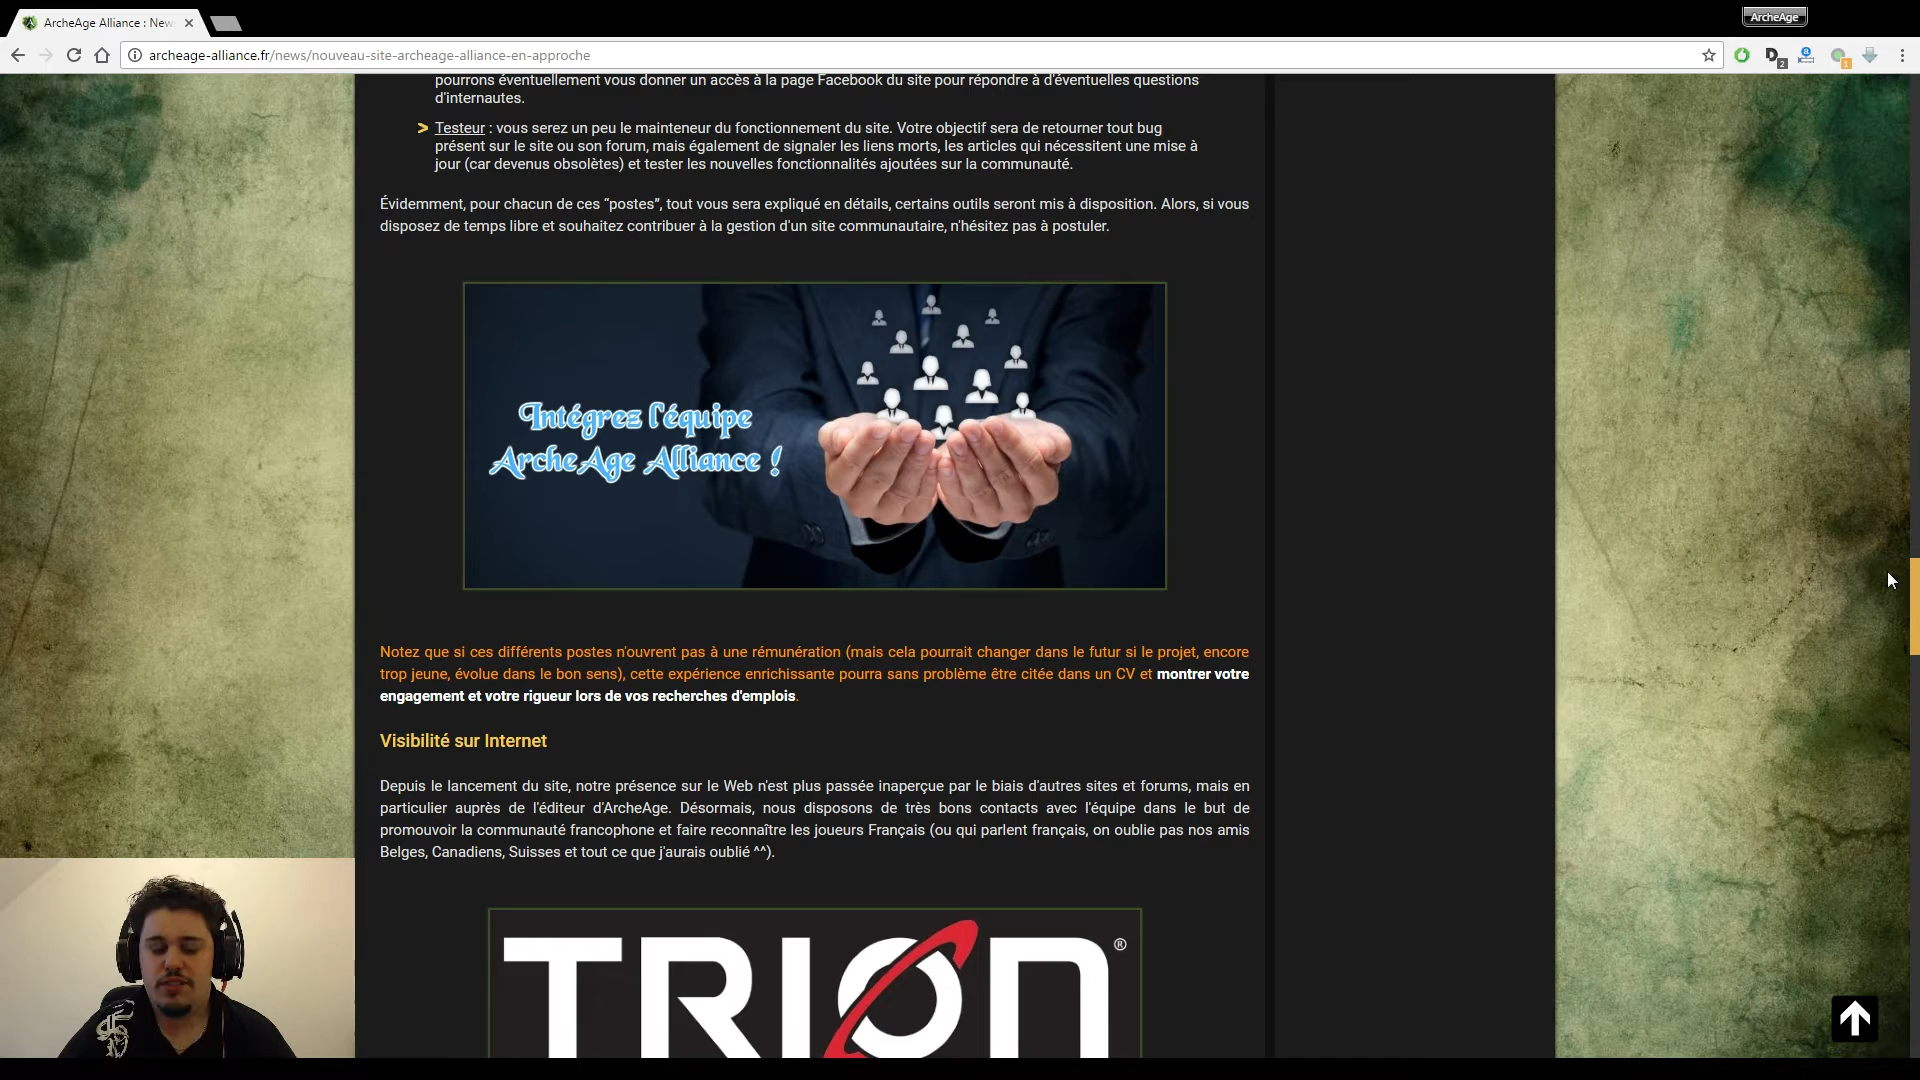 ArcheAge Alliance : New
ArcheAge
archeage-alliance.fr/news/nouveau-site-archeage-alliance-en-approche
2
1
pourrons éventuellement vous donner un accès à la page Facebook du site pour répondre à d'éventuelles questions
d'internautes.
> Testeur : vous serez un peu le mainteneur du fonctionnement du site. Votre objectif sera de retourner tout bug
présent sur le site ou son forum, mais également de signaler les liens morts, les articles qui nécessitent une mise à
jour (car devenus obsolètes) et tester les nouvelles fonctionnalités ajoutées sur la communauté.
Évidemment, pour chacun de ces “postes”, tout vous sera expliqué en détails, certains outils seront mis à disposition. Alors, si vous
disposez de temps libre et souhaitez contribuer à la gestion d'un site communautaire, n'hésitez pas à postuler.
Intégrez l'équipe
ArcheAge Alliance !
Notez que si ces différents postes n'ouvrent pas à une rémunération (mais cela pourrait changer dans le futur si le projet, encore
trop jeune, évolue dans le bon sens), cette expérience enrichissante pourra sans problème être citée dans un CV et montrer votre
engagement et votre rigueur lors de vos recherches d'emplois.
Visibilité sur Internet
Depuis le lancement du site, notre présence sur le Web n'est plus passée inaperçue par le biais d'autres sites et forums, mais en
particulier auprès de l'éditeur d'ArcheAge. Désormais, nous disposons de très bons contacts avec l'équipe dans le but de
promouvoir la communauté francophone et faire reconnaître les joueurs Français (ou qui parlent français, on oublie pas nos amis
Belges, Canadiens, Suisses et tout ce que j'aurais oublié ^^).
TRION®